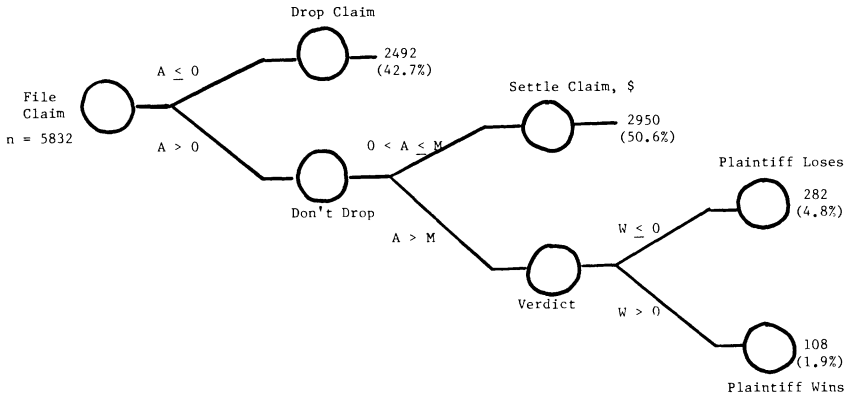 Drop Claim
2492
(42.7%)
A ≤ 0
File
Claim
n = 5832
A > 0
Don't Drop
Settle Claim, $
2950
(50.6%)
0 < A ≤ M
A > M
Verdict
Plaintiff Loses
282
(4.8%)
W ≤ 0
W > 0
108
(1.9%)
Plaintiff Wins